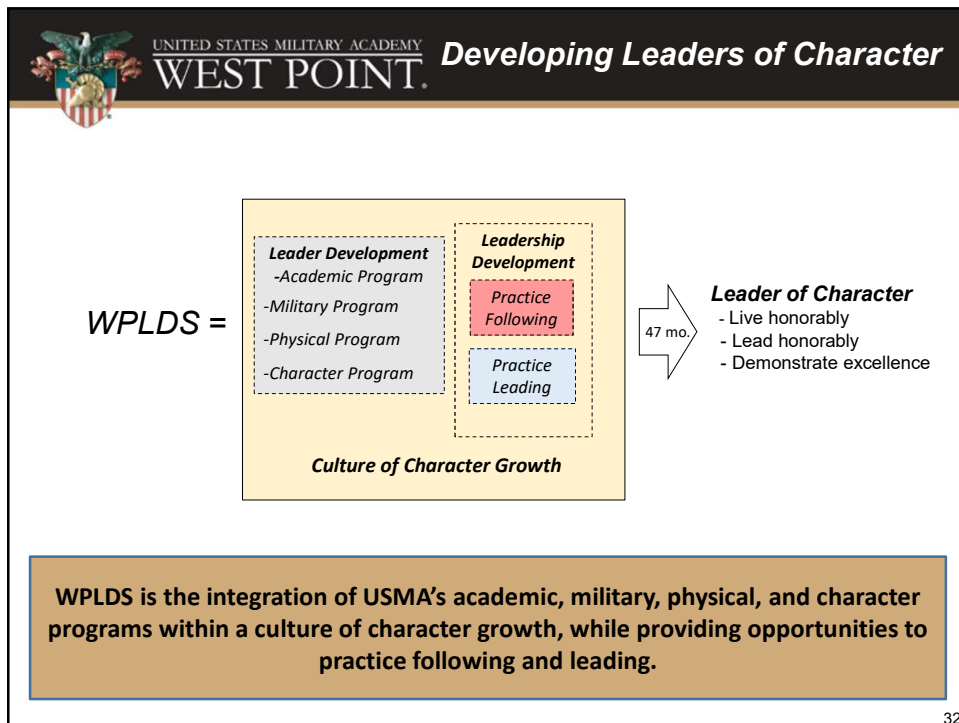 UNITED STATES MILITARY ACADEMY
WEST POINT.
Developing Leaders of Character
WPLDS =
Leader Development
-Academic Program
-Military Program
-Physical Program
-Character Program
Leadership
Development
Practice
Following
Practice
Leading
Culture of Character Growth
47 mo.
Leader of Character
- Live honorably
- Lead honorably
- Demonstrate excellence
WPLDS is the integration of USMA’s academic, military, physical, and character
programs within a culture of character growth, while providing opportunities to
practice following and leading.
32